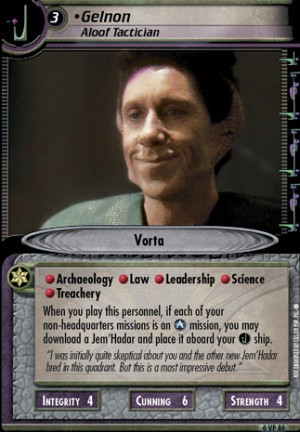 3
•Gelnon
Aloof Tactician
Vorta
Archaeology Law Leadership Science
Treachery
When you play this personnel, if each of your
non-headquarters missions is an mission, you may
download a Jem'Hadar and place it aboard your ship.
"I was initially quite skeptical about you and the other new Jem'Hadar
bred in this quadrant. But this is a most impressive debut."
INTEGRITY 4 CUNNING 6 STRENGTH 4
6 VP 80